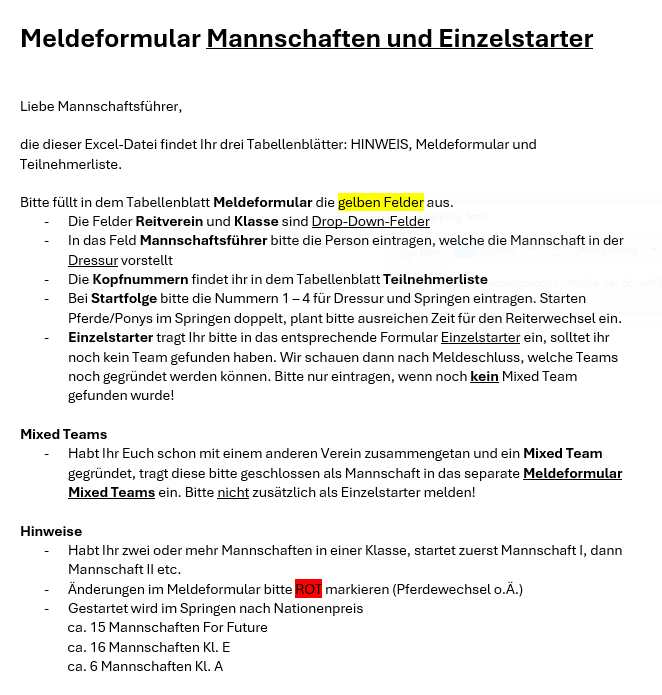 Meldeformular Mannschaften und Einzelstarter
Liebe Mannschaftsführer,
die dieser Excel-Datei findet Ihr drei Tabellenblätter: HINWEIS, Meldeformular und
Teilnehmerliste.
Bitte füllt in dem Tabellenblatt Meldeformular die gelben Felder aus.
- Die Felder Reitverein und Klasse sind Drop-Down-Felder
- In das Feld Mannschaftsführer bitte die Person eintragen, welche die Mannschaft in der
Dressur vorstellt
- Die Kopfnummern findet ihr in dem Tabellenblatt Teilnehmerliste
- Bei Startfolge bitte die Nummern 1 – 4 für Dressur und Springen eintragen. Starten
Pferde/Ponys im Springen doppelt, plant bitte ausreichen Zeit für den Reiterwechsel ein.
- Einzelstarter tragt Ihr bitte in das entsprechende Formular Einzelstarter ein, solltet ihr
noch kein Team gefunden haben. Wir schauen dann nach Meldeschluss, welche Teams
noch gegründet werden können. Bitte nur eintragen, wenn noch kein Mixed Team
gefunden wurde!
Mixed Teams
- Habt Ihr Euch schon mit einem anderen Verein zusammengetan und ein Mixed Team
gegründet, tragt diese bitte geschlossen als Mannschaft in das separate Meldeformular
Mixed Teams ein. Bitte nicht zusätzlich als Einzelstarter melden!
Hinweise
- Habt Ihr zwei oder mehr Mannschaften in einer Klasse, startet zuerst Mannschaft I, dann
Mannschaft II etc.
- Änderungen im Meldeformular bitte ROT markieren (Pferdewechsel o.Ä.)
- Gestartet wird im Springen nach Nationenpreis
ca. 15 Mannschaften For Future
ca. 16 Mannschaften Kl. E
ca. 6 Mannschaften Kl. A